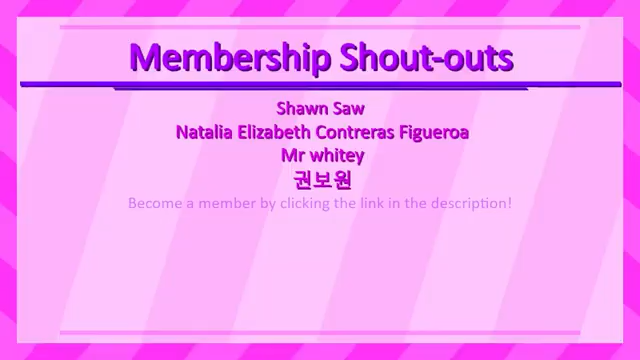 Membership Shout-outs
Shawn Saw
Natalia Elizabeth Contreras Figueroa
Mr whitey
권보원
Become a member by clicking the link in the description!